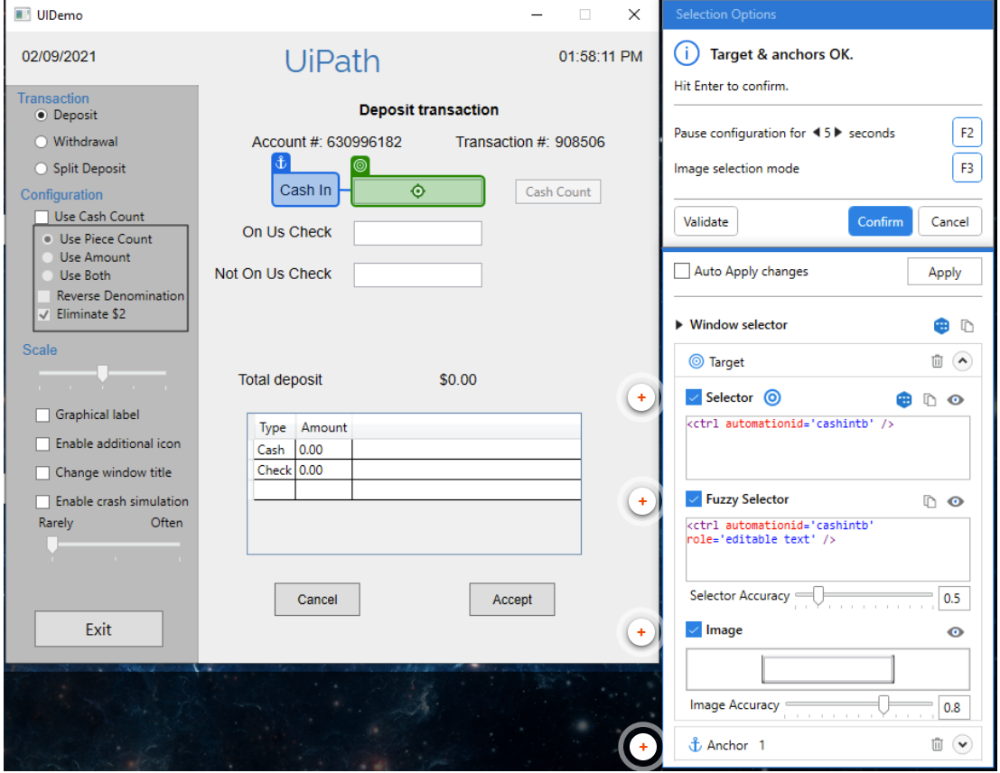 UIDemo
02/09/2021
UiPath
01:58:11 PM
Transaction
Deposit
Withdrawal
Split Deposit
Configuration
Use Cash Count
Use Piece Count
Use Amount
Use Both
Reverse Denomination
Eliminate $2
Scale
Graphical label
Enable additional icon
Change window title
Enable crash simulation
Rarely Often
Exit
Deposit transaction
Account #: 630996182 Transaction #: 908506
Cash In
Cash Count
On Us Check
Not On Us Check
Total deposit $0.00
Type Amount
Cash 0.00
Check 0.00
Cancel Accept
Selection Options
Target & anchors OK.
Hit Enter to confirm.
Pause configuration for 5 seconds F2
Image selection mode F3
Validate Confirm Cancel
Auto Apply changes Apply
Window selector
Target
Selector
<ctrl automationid='cashintb' />
Fuzzy Selector
<ctrl automationid='cashintb'
role='editable text' />
Selector Accuracy 0.5
Image
Image Accuracy 0.8
Anchor 1